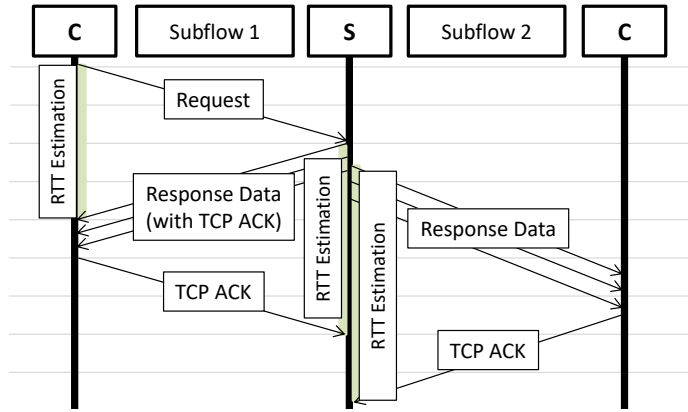 C
Subflow 1
S
Subflow 2
C
RTT Estimation
Request
Response Data
(with TCP ACK)
RTT Estimation
RTT Estimation
Response Data
TCP ACK
TCP ACK